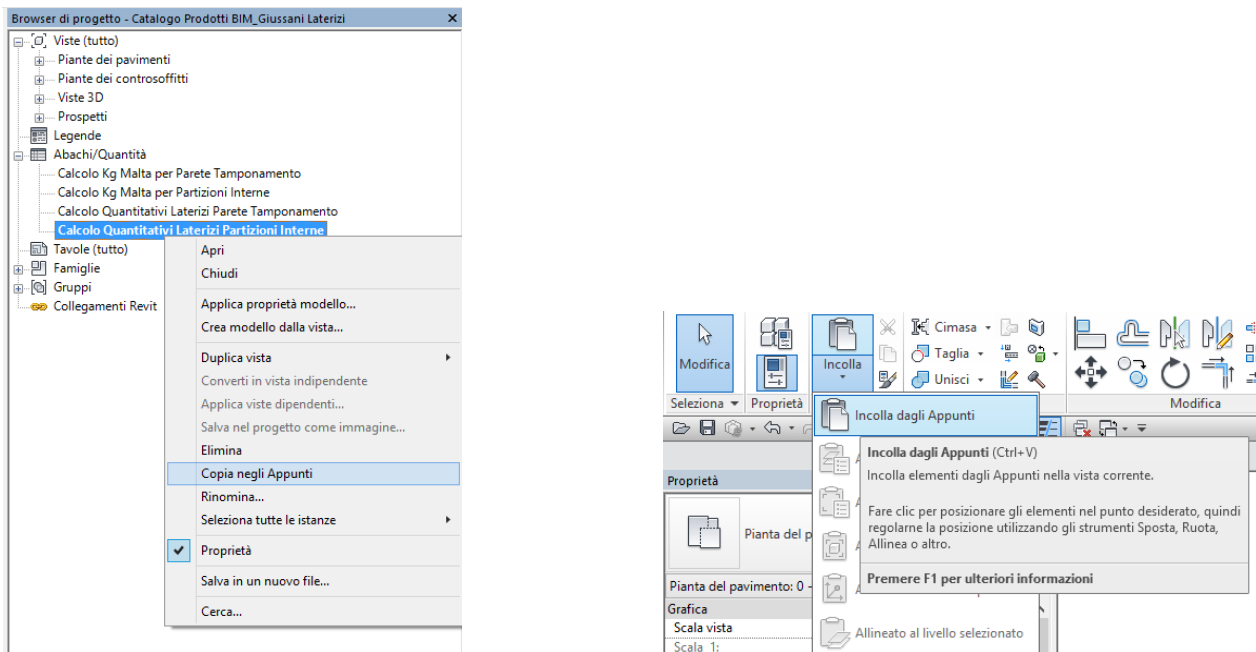 Browser di progetto - Catalogo Prodotti BIM_Giussani Laterizi
Viste (tutto)
Piante dei pavimenti
Piante dei controsoffitti
Viste 3D
Prospetti
Legende
Abachi/Quantità
Calcolo Kg Malta per Parete Tamponamento
Calcolo Kg Malta per Partizioni Interne
Calcolo Quantitativi Laterizi Parete Tamponamento
Calcolo Quantitativi Laterizi Partizioni Interne
Tavole (tutto)
Famiglie
Gruppi
Collegamenti Revit
Apri
Chiudi
Applica proprietà modello...
Crea modello dalla vista...
Duplica vista
Converti in vista indipendente
Applica viste dipendenti...
Salva nel progetto come immagine...
Elimina
Copia negli Appunti
Rinomina...
Seleziona tutte le istanze
Proprietà
Salva in un nuovo file...
Cerca...
Modifica
Incolla
Cimasa
Taglia
Unisci
Seleziona
Proprietà
Modifica
Incolla dagli Appunti
Incolla dagli Appunti (Ctrl+V)
Incolla elementi dagli Appunti nella vista corrente.
Fare clic per posizionare gli elementi nel punto desiderato, quindi
regolarne la posizione utilizzando gli strumenti Sposta, Ruota,
Allinea o altro.
Premere F1 per ulteriori informazioni
Proprietà
Pianta del p
Pianta del pavimento: 0 -
Grafica
Scala vista
Scala 1:
Allineato al livello selezionato